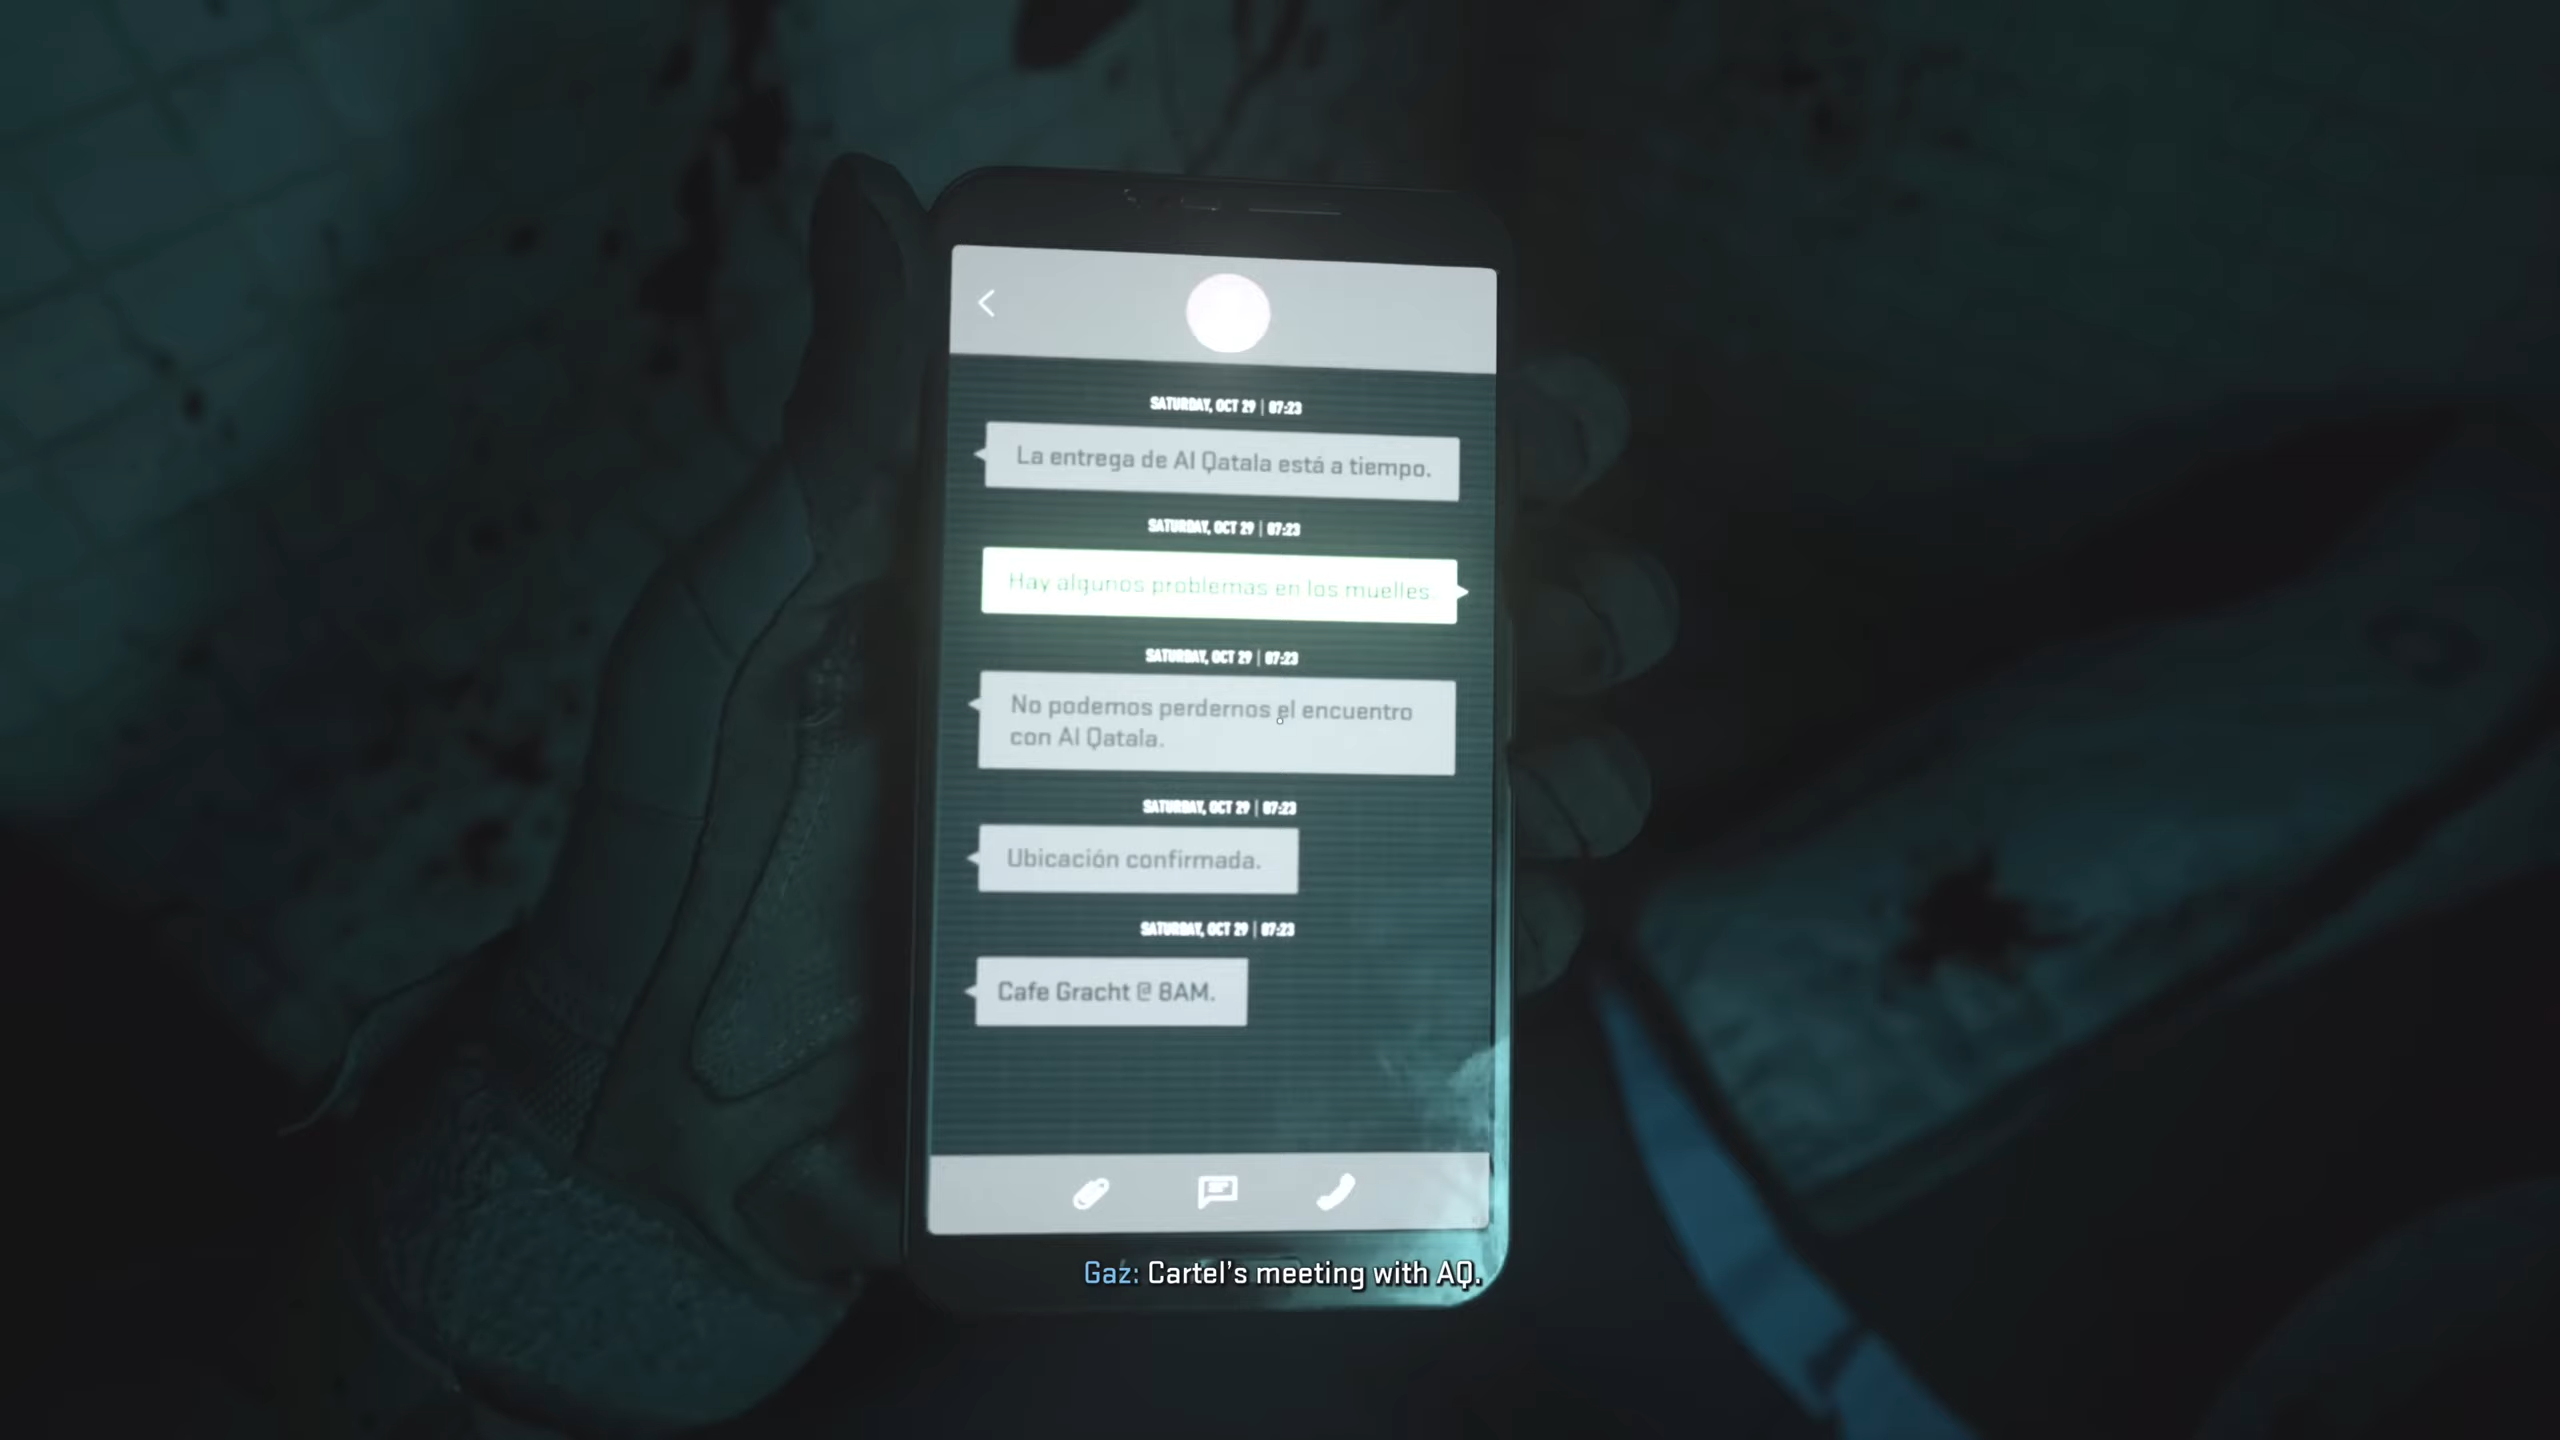 SATURDAY, OCT 29 | 07:23
La entrega de Al Qatala está a tiempo.
SATURDAY, OCT 29 | 07:23
Hay algunos problemas en los muelles.
SATURDAY, OCT 29 | 07:23
No podemos perdernos el encuentro
con Al Qatala.
SATURDAY, OCT 29 | 07:23
Ubicación confirmada.
SATURDAY, OCT 29 | 07:23
Cafe Gracht @ 8AM.
Gaz: Cartel's meeting with AQ.